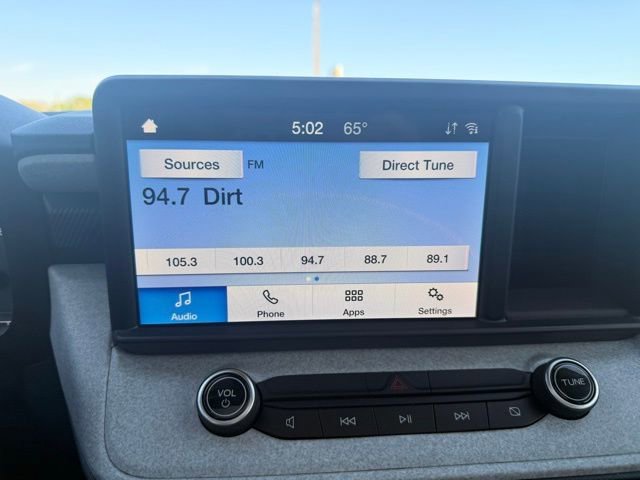 5:02 65°
Sources FM Direct Tune
94.7 Dirt
105.3 100.3 94.7 88.7 89.1
Audio Phone Apps Settings
VOL TUNE